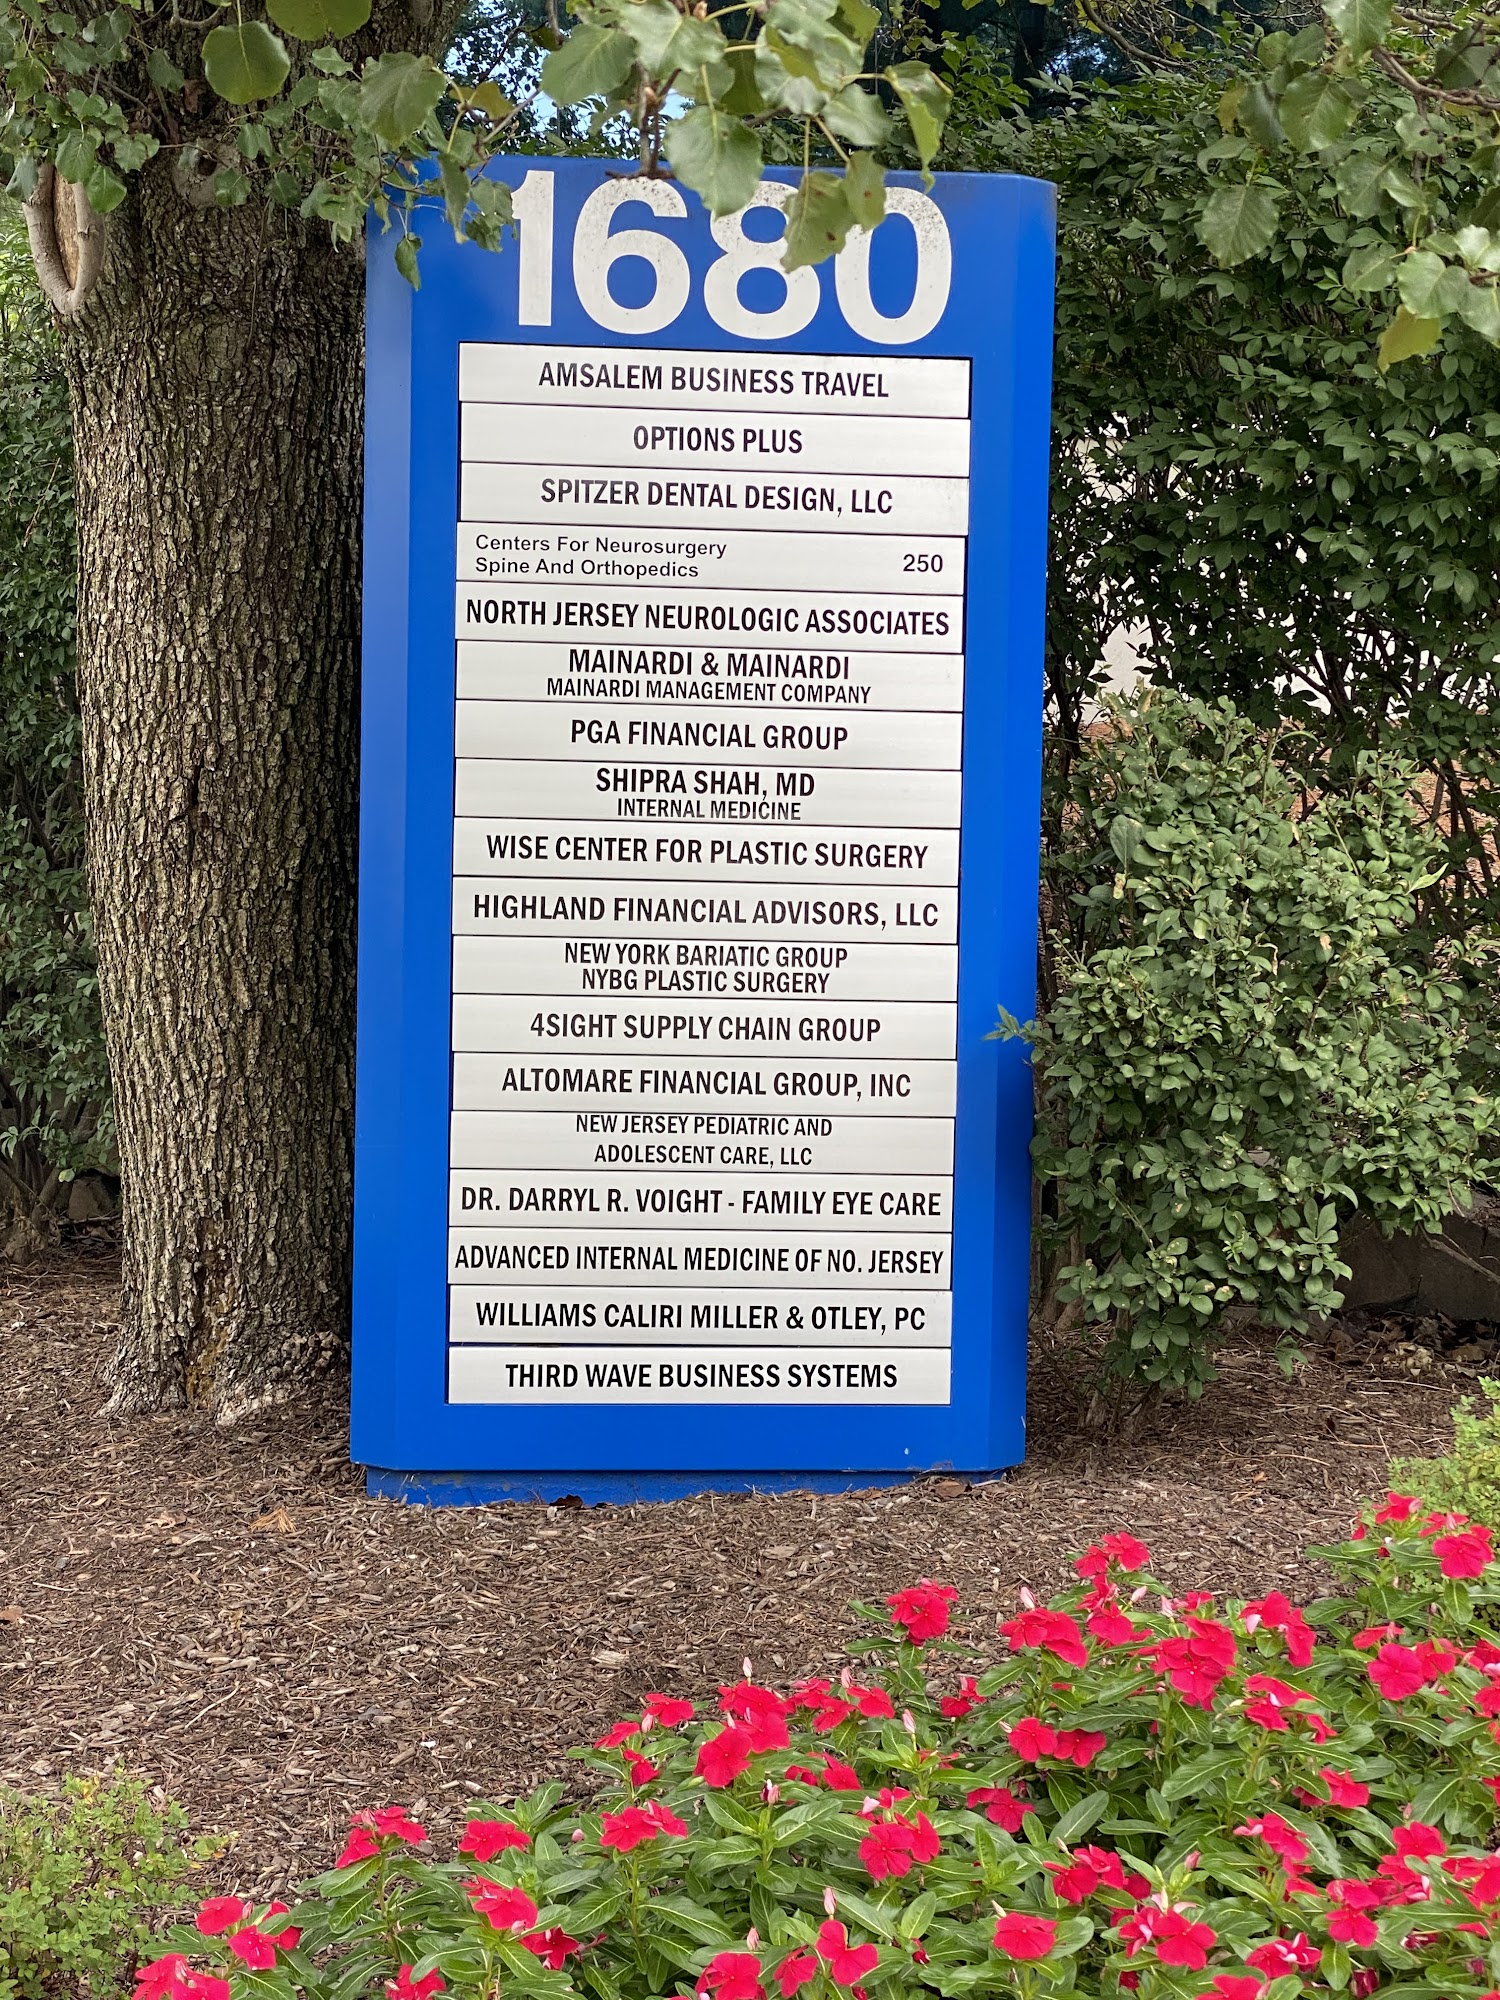 1680
AMSALEM BUSINESS TRAVEL
OPTIONS PLUS
SPITZER DENTAL DESIGN, LLC
Centers For Neurosurgery
Spine And Orthopedics 250
NORTH JERSEY NEUROLOGIC ASSOCIATES
MAINARDI & MAINARDI
MAINARDI MANAGEMENT COMPANY
PGA FINANCIAL GROUP
SHIPRA SHAH, MD
INTERNAL MEDICINE
WISE CENTER FOR PLASTIC SURGERY
HIGHLAND FINANCIAL ADVISORS, LLC
NEW YORK BARIATIC GROUP
NYBG PLASTIC SURGERY
4SIGHT SUPPLY CHAIN GROUP
ALTOMARE FINANCIAL GROUP, INC
NEW JERSEY PEDIATRIC AND
ADOLESCENT CARE, LLC
DR. DARRYL R. VOIGHT - FAMILY EYE CARE
ADVANCED INTERNAL MEDICINE OF NO. JERSEY
WILLIAMS CALIRI MILLER & OTLEY, PC
THIRD WAVE BUSINESS SYSTEMS